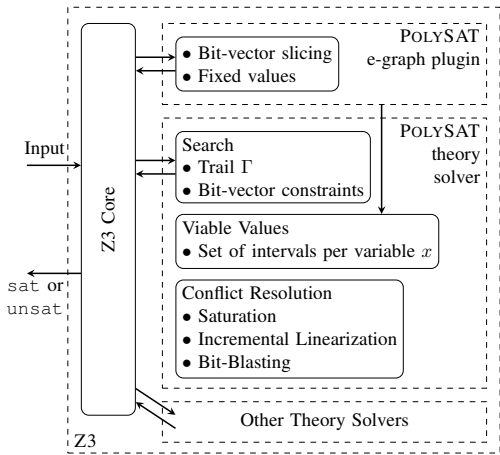 POLYSAT
e-graph plugin
• Bit-vector slicing
• Fixed values
Input
Z3 Core
POLYSAT
theory
solver
Search
• Trail Γ
• Bit-vector constraints
Viable Values
• Set of intervals per variable x
sat or
unsat
Conflict Resolution
• Saturation
• Incremental Linearization
• Bit-Blasting
Other Theory Solvers
Z3